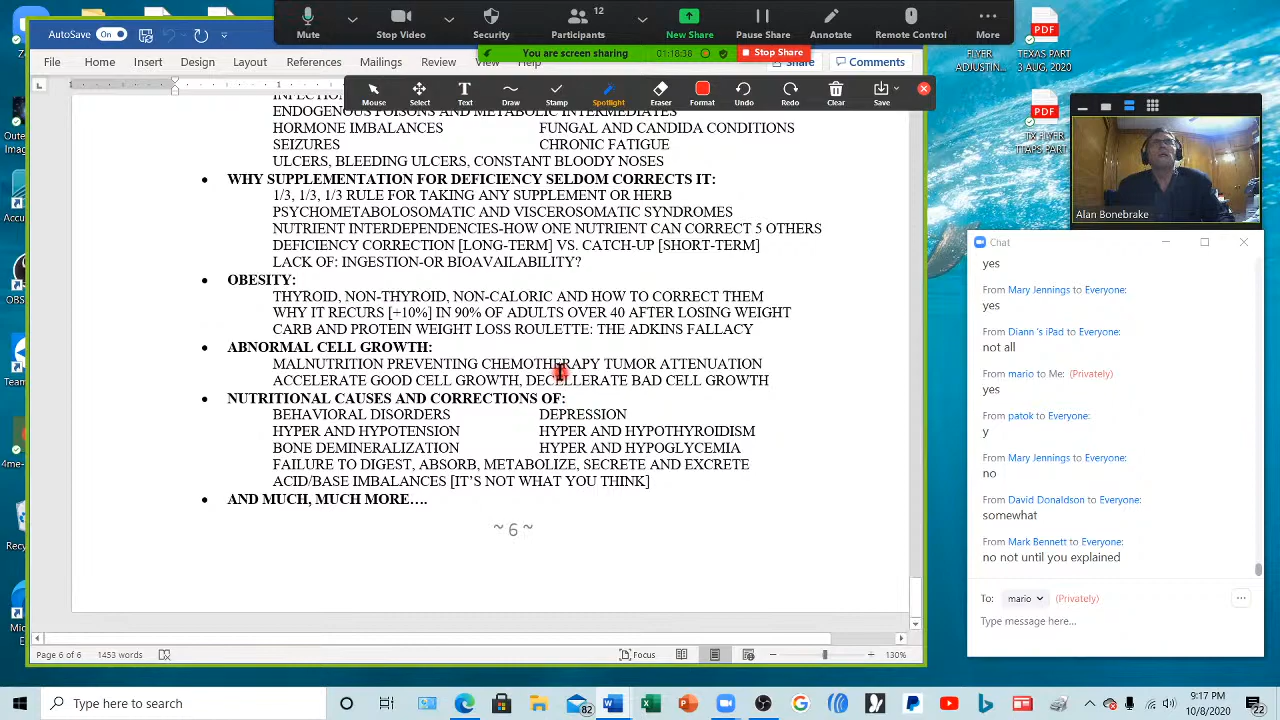 Mute
Stop Video
Security
12
Participants
New Share
Pause Share
Annotate
Remote Control
More
You are screen sharing
01:18:38
Stop Share
AutoSave On
File
Home
Insert
Design
Layout
References
Mailings
Review
View
Help
Share
Comments
Mouse
Select
Text
Draw
Stamp
Spotlight
Eraser
Format
Undo
Redo
Clear
Save
ENDOGENOUS POISONS AND METABOLIC INTERMEDIATES
HORMONE IMBALANCES FUNGAL AND CANDIDA CONDITIONS
SEIZURES CHRONIC FATIGUE
ULCERS, BLEEDING ULCERS, CONSTANT BLOODY NOSES
• WHY SUPPLEMENTATION FOR DEFICIENCY SELDOM CORRECTS IT:
1/3, 1/3, 1/3 RULE FOR TAKING ANY SUPPLEMENT OR HERB
PSYCHOMETABOLOSOMATIC AND VISCEROSOMATIC SYNDROMES
NUTRIENT INTERDEPENDENCIES-HOW ONE NUTRIENT CAN CORRECT 5 OTHERS
DEFICIENCY CORRECTION [LONG-TERM] VS. CATCH-UP [SHORT-TERM]
LACK OF: INGESTION-OR BIOAVAILABILITY?
• OBESITY:
THYROID, NON-THYROID, NON-CALORIC AND HOW TO CORRECT THEM
WHY IT RECURS [+10%] IN 90% OF ADULTS OVER 40 AFTER LOSING WEIGHT
CARB AND PROTEIN WEIGHT LOSS ROULETTE: THE ADKINS FALLACY
• ABNORMAL CELL GROWTH:
MALNUTRITION PREVENTING CHEMOTHERAPY TUMOR ATTENUATION
ACCELERATE GOOD CELL GROWTH, DECELLERATE BAD CELL GROWTH
• NUTRITIONAL CAUSES AND CORRECTIONS OF:
BEHAVIORAL DISORDERS DEPRESSION
HYPER AND HYPOTENSION HYPER AND HYPOTHYROIDISM
BONE DEMINERALIZATION HYPER AND HYPOGLYCEMIA
FAILURE TO DIGEST, ABSORB, METABOLIZE, SECRETE AND EXCRETE
ACID/BASE IMBALANCES [IT'S NOT WHAT YOU THINK]
• AND MUCH, MUCH MORE….
~ 6 ~
Page 6 of 6
1453 words
Focus
130%
PDF
FLYER
ADJUSTIN...
PDF
TEXAS PART
3 AUG, 2020
PDF
TX FLYER
TTAPS, PART
Alan Bonebrake
Chat
yes
From Mary Jennings to Everyone:
yes
From Diann 's iPad to Everyone:
not all
From mario to Me: (Privately)
yes
From patok to Everyone:
y
From Mary Jennings to Everyone:
no
From David Donaldson to Everyone:
somewhat
From Mark Bennett to Everyone:
no not until you explained
To: mario (Privately)
Type message here...
Type here to search
82
9:17 PM
10/8/2020
22